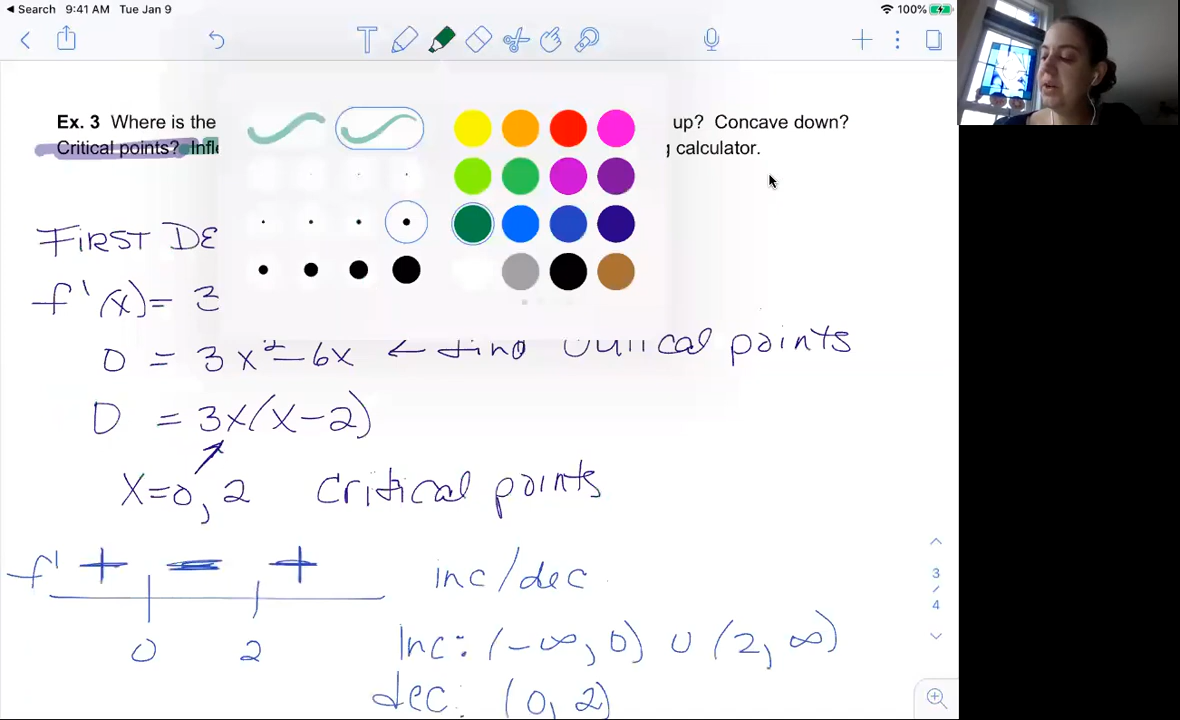 Search 9:41 AM Tue Jan 9 100%
Ex. 3 Where is the up? Concave down?
Critical points? calculator.
FIRST DE
f'(x)= 3
0 = 3x²-6x ← find critical points
0 = 3x(x-2)
x=0, 2 critical points
f' + - + inc/dec
0 2
inc: (-∞, 0) ∪ (2, ∞)
dec: (0, 2)
3
/
4